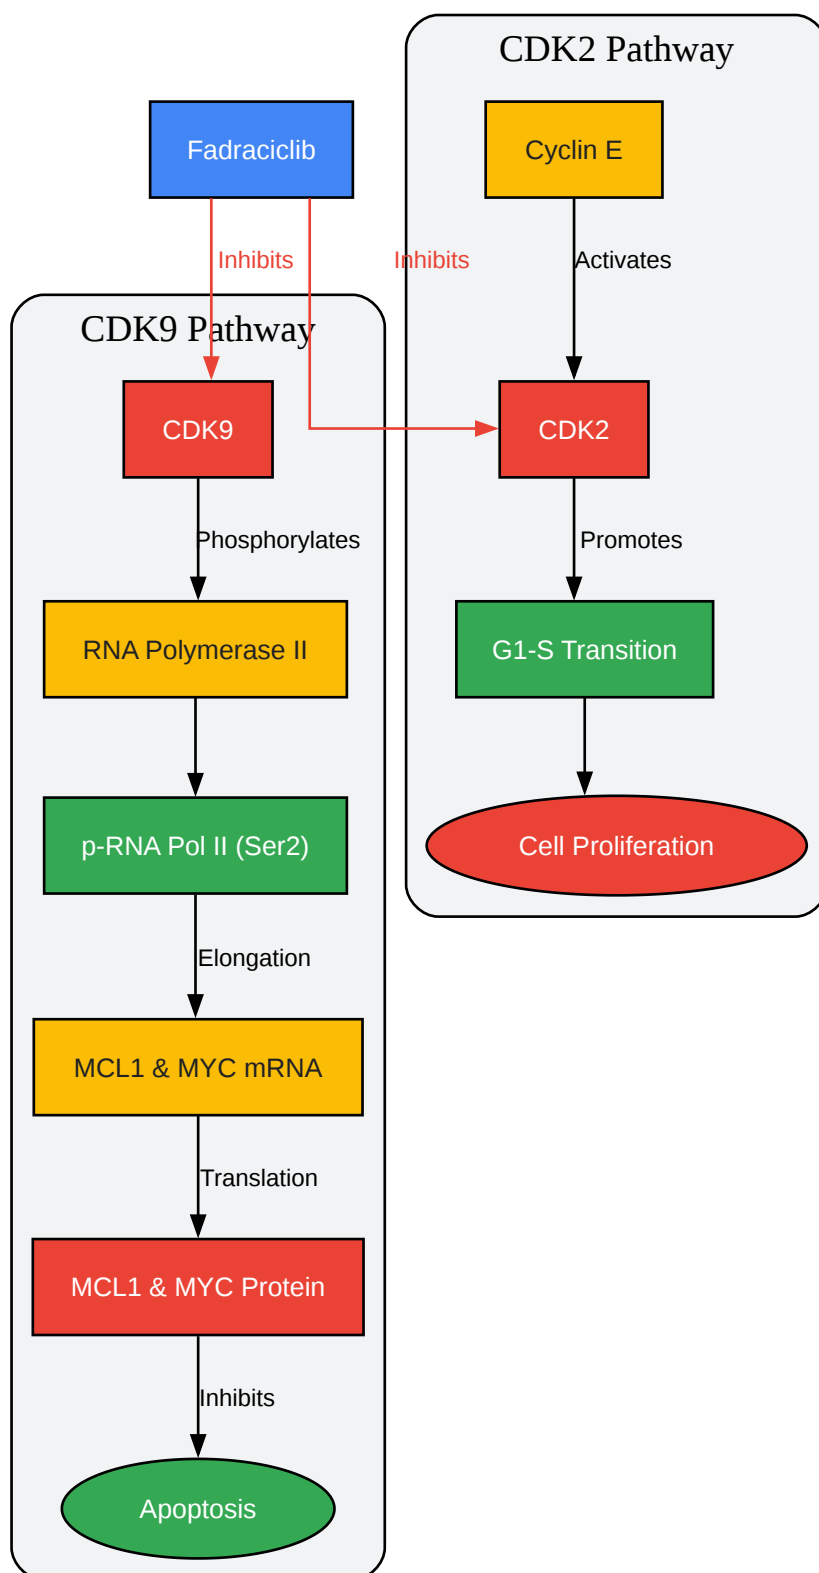 CDK2 Pathway
Fadraciclib
Cyclin E
Inhibits
Inhibits
Activates
CDK9 Pathway
CDK9
CDK2
Phosphorylates
Promotes
RNA Polymerase II
G1-S Transition
p-RNA Pol II (Ser2)
Cell Proliferation
Elongation
MCL1 & MYC mRNA
Translation
MCL1 & MYC Protein
Inhibits
Apoptosis